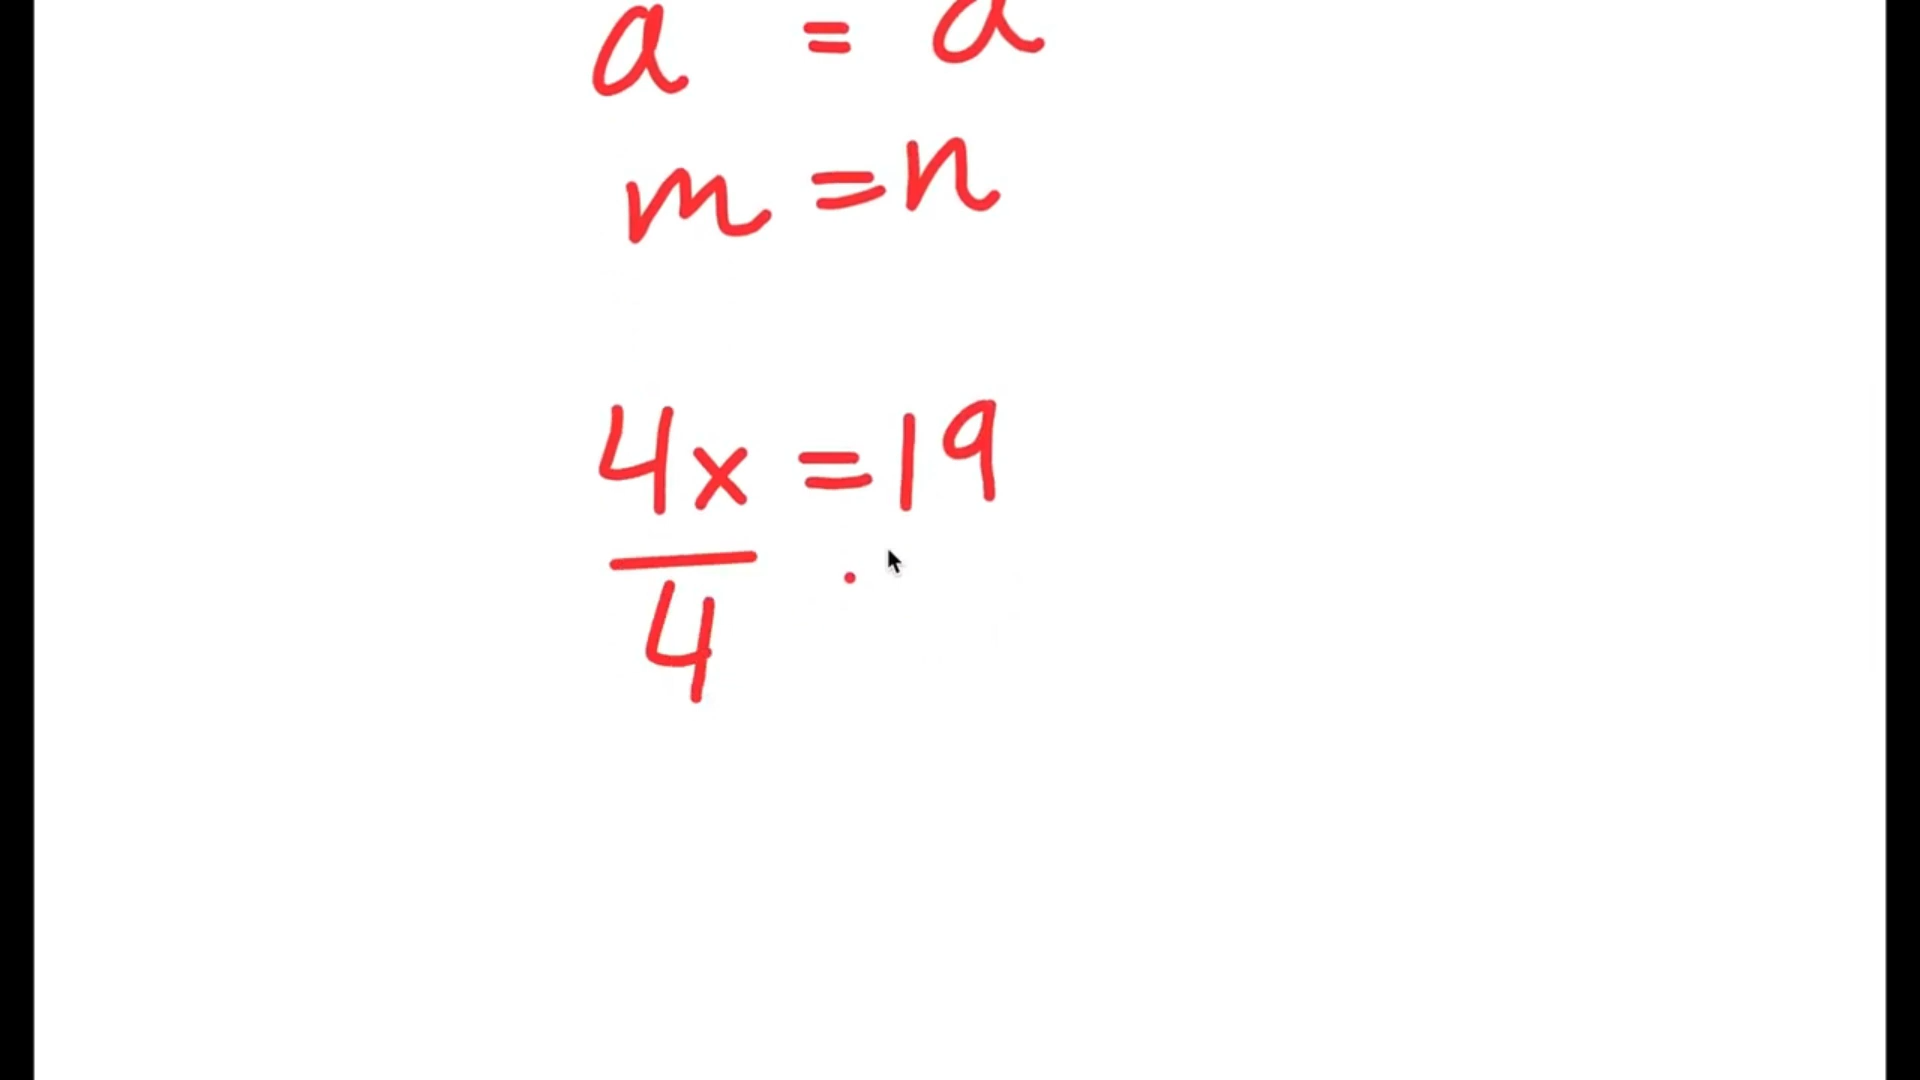 a = a
m = n
4x = 19
4